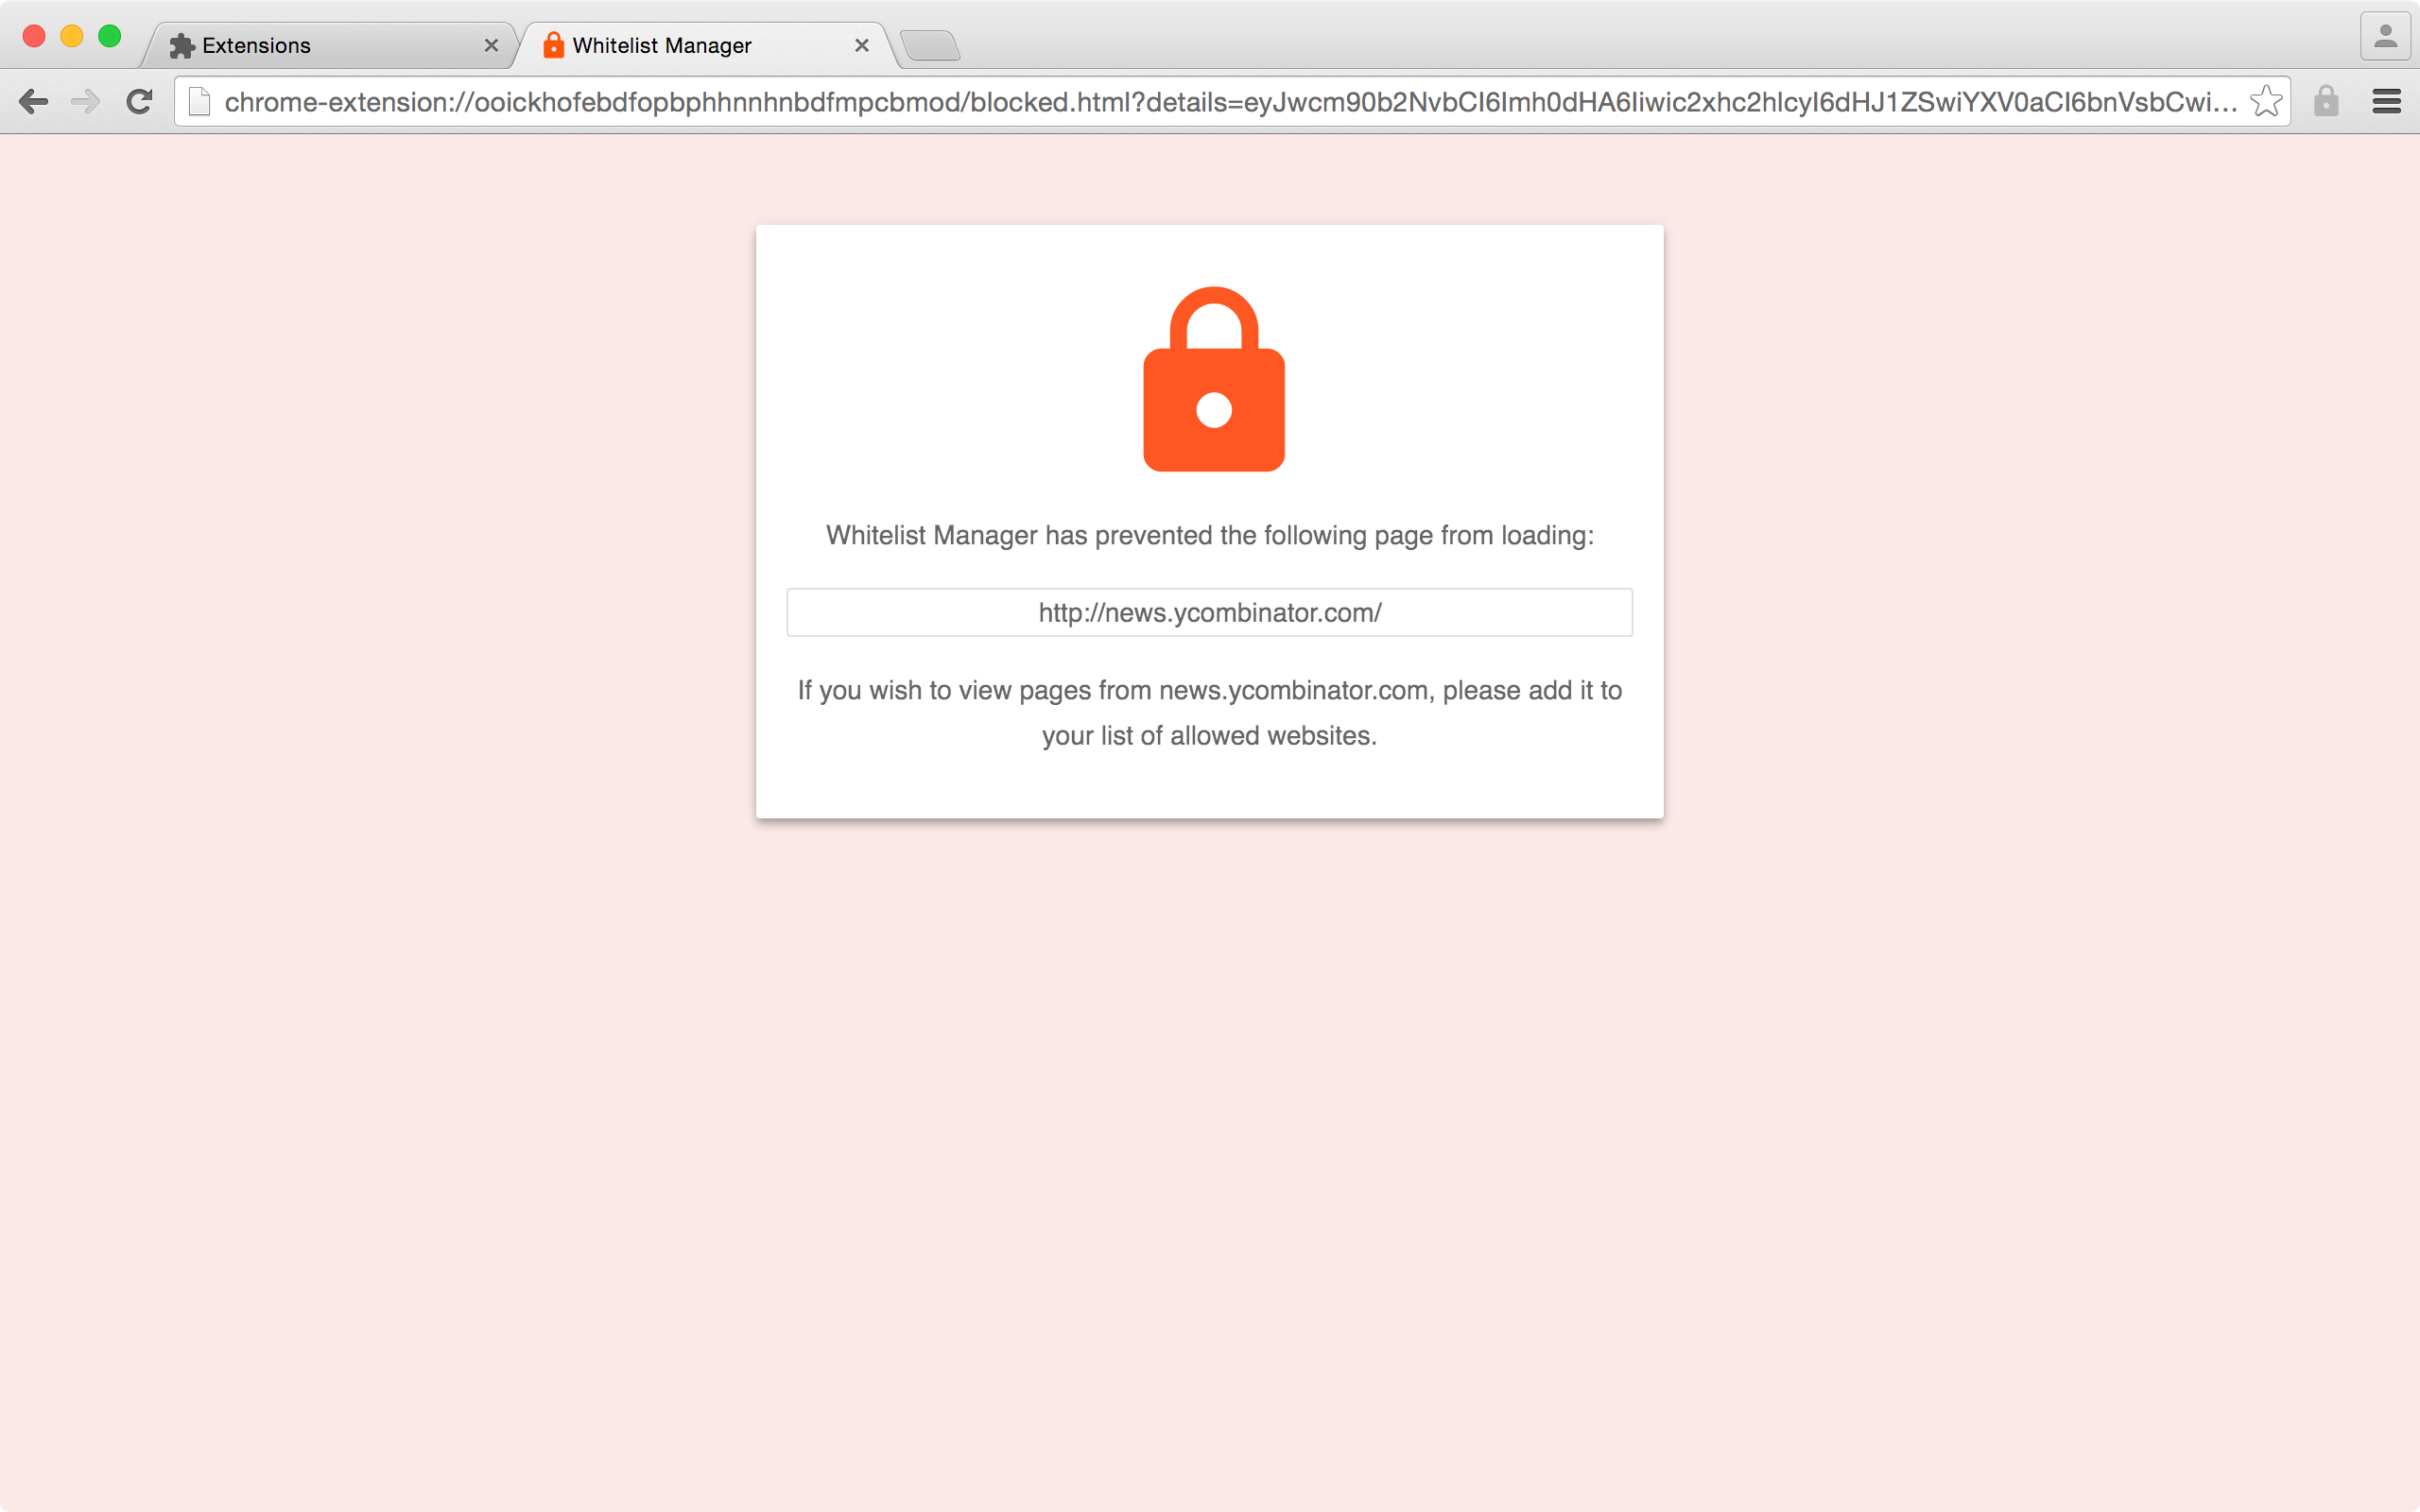 Extensions
Whitelist Manager
chrome-extension://ooickhofebdfopbphhnnhnbdfmpcbmod/blocked.html?details=eyJwcm90b2NvbCI6Imh0dHA6Iiwic2xhc2hlcyI6dHJ1ZSwiYXV0aCI6bnVsbCwi...
Whitelist Manager has prevented the following page from loading:
http://news.ycombinator.com/
If you wish to view pages from news.ycombinator.com, please add it to
your list of allowed websites.